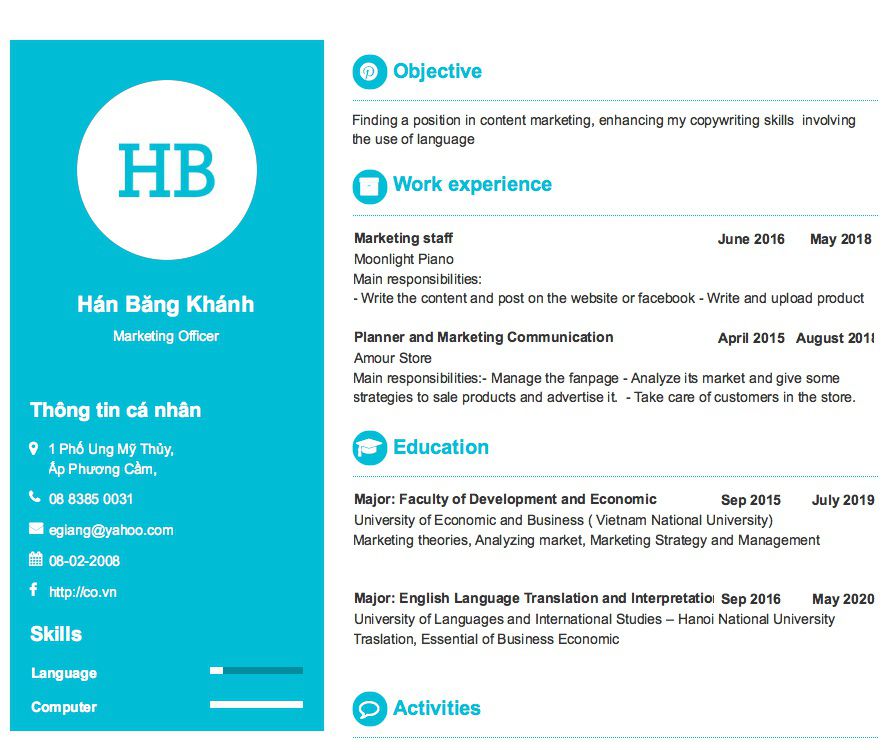 HB
Hán Băng Khánh
Marketing Officer
Thông tin cá nhân
1 Phố Ung Mỹ Thủy,
Ấp Phương Cầm,
08 8385 0031
egiang@yahoo.com
08-02-2008
http://co.vn
Skills
Language
Computer
Objective
Finding a position in content marketing, enhancing my copywriting skills involving
the use of language
Work experience
Marketing staff June 2016 May 2018
Moonlight Piano
Main responsibilities:
- Write the content and post on the website or facebook - Write and upload product
Planner and Marketing Communication April 2015 August 2018
Amour Store
Main responsibilities:- Manage the fanpage - Analyze its market and give some
strategies to sale products and advertise it. - Take care of customers in the store.
Education
Major: Faculty of Development and Economic Sep 2015 July 2019
University of Economic and Business ( Vietnam National University)
Marketing theories, Analyzing market, Marketing Strategy and Management
Major: English Language Translation and Interpretation Sep 2016 May 2020
University of Languages and International Studies – Hanoi National University
Traslation, Essential of Business Economic
Activities